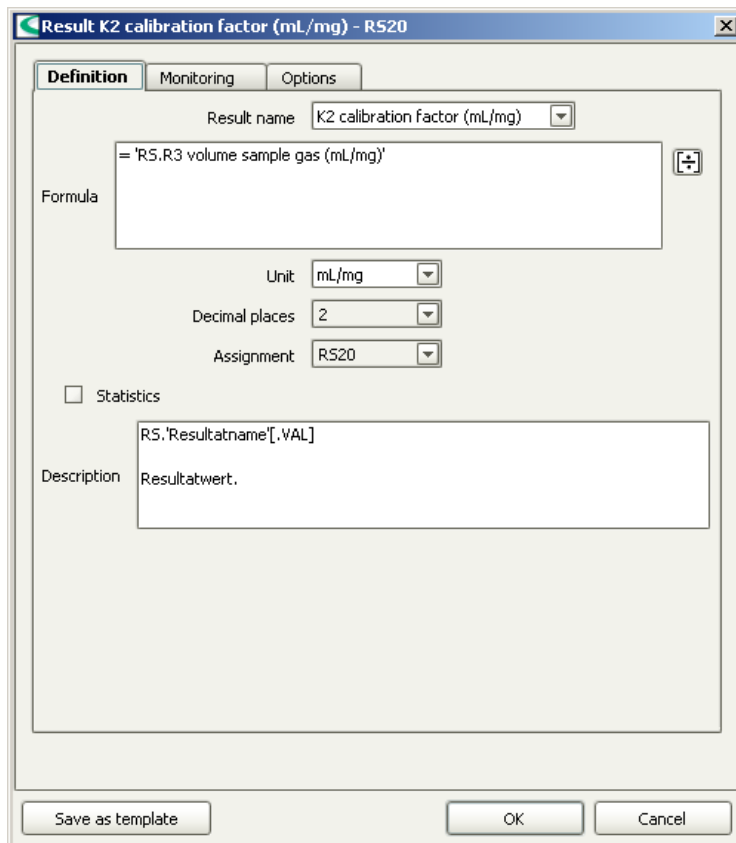 Result K2 calibration factor (mL/mg) - RS20
Definition
Monitoring
Options
Result name
K2 calibration factor (mL/mg)
Formula
= 'RS.R3 volume sample gas (mL/mg)'
[÷]
Unit
mL/mg
Decimal places
2
Assignment
RS20
Statistics
Description
RS.'Resultatname'[.VAL]
Resultatwert.
Save as template
OK
Cancel